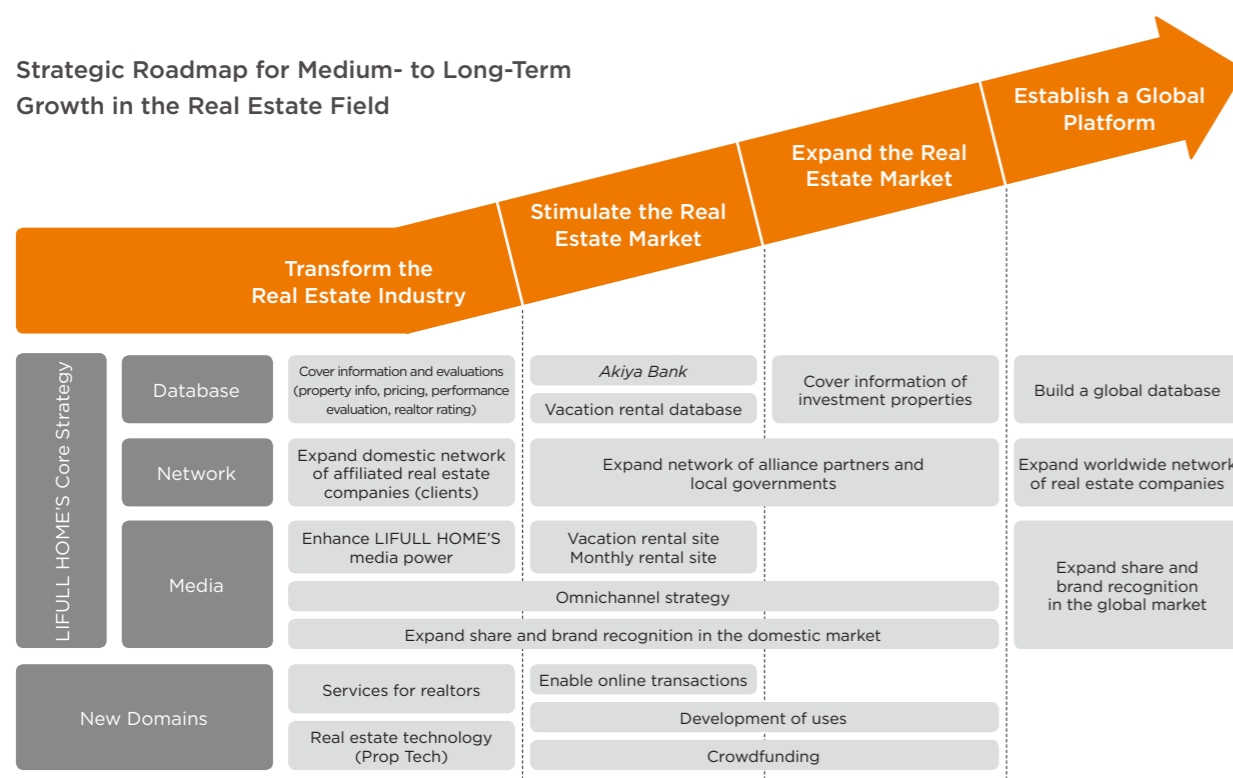 Strategic Roadmap for Medium- to Long-Term
Growth in the Real Estate Field
Establish a Global
Platform
Expand the Real
Estate Market
Stimulate the Real
Estate Market
Transform the
Real Estate Industry
LIFULL HOME'S Core Strategy
Database
Cover information and evaluations
(property info, pricing, performance
evaluation, realtor rating)
Akiya Bank
Vacation rental database
Cover information of
investment properties
Build a global database
Network
Expand domestic network
of affiliated real estate
companies (clients)
Expand network of alliance partners and
local governments
Expand worldwide network
of real estate companies
Media
Enhance LIFULL HOME'S
media power
Vacation rental site
Monthly rental site
Omnichannel strategy
Expand share and brand recognition in the domestic market
Expand share and
brand recognition
in the global market
New Domains
Services for realtors
Real estate technology
(Prop Tech)
Enable online transactions
Development of uses
Crowdfunding